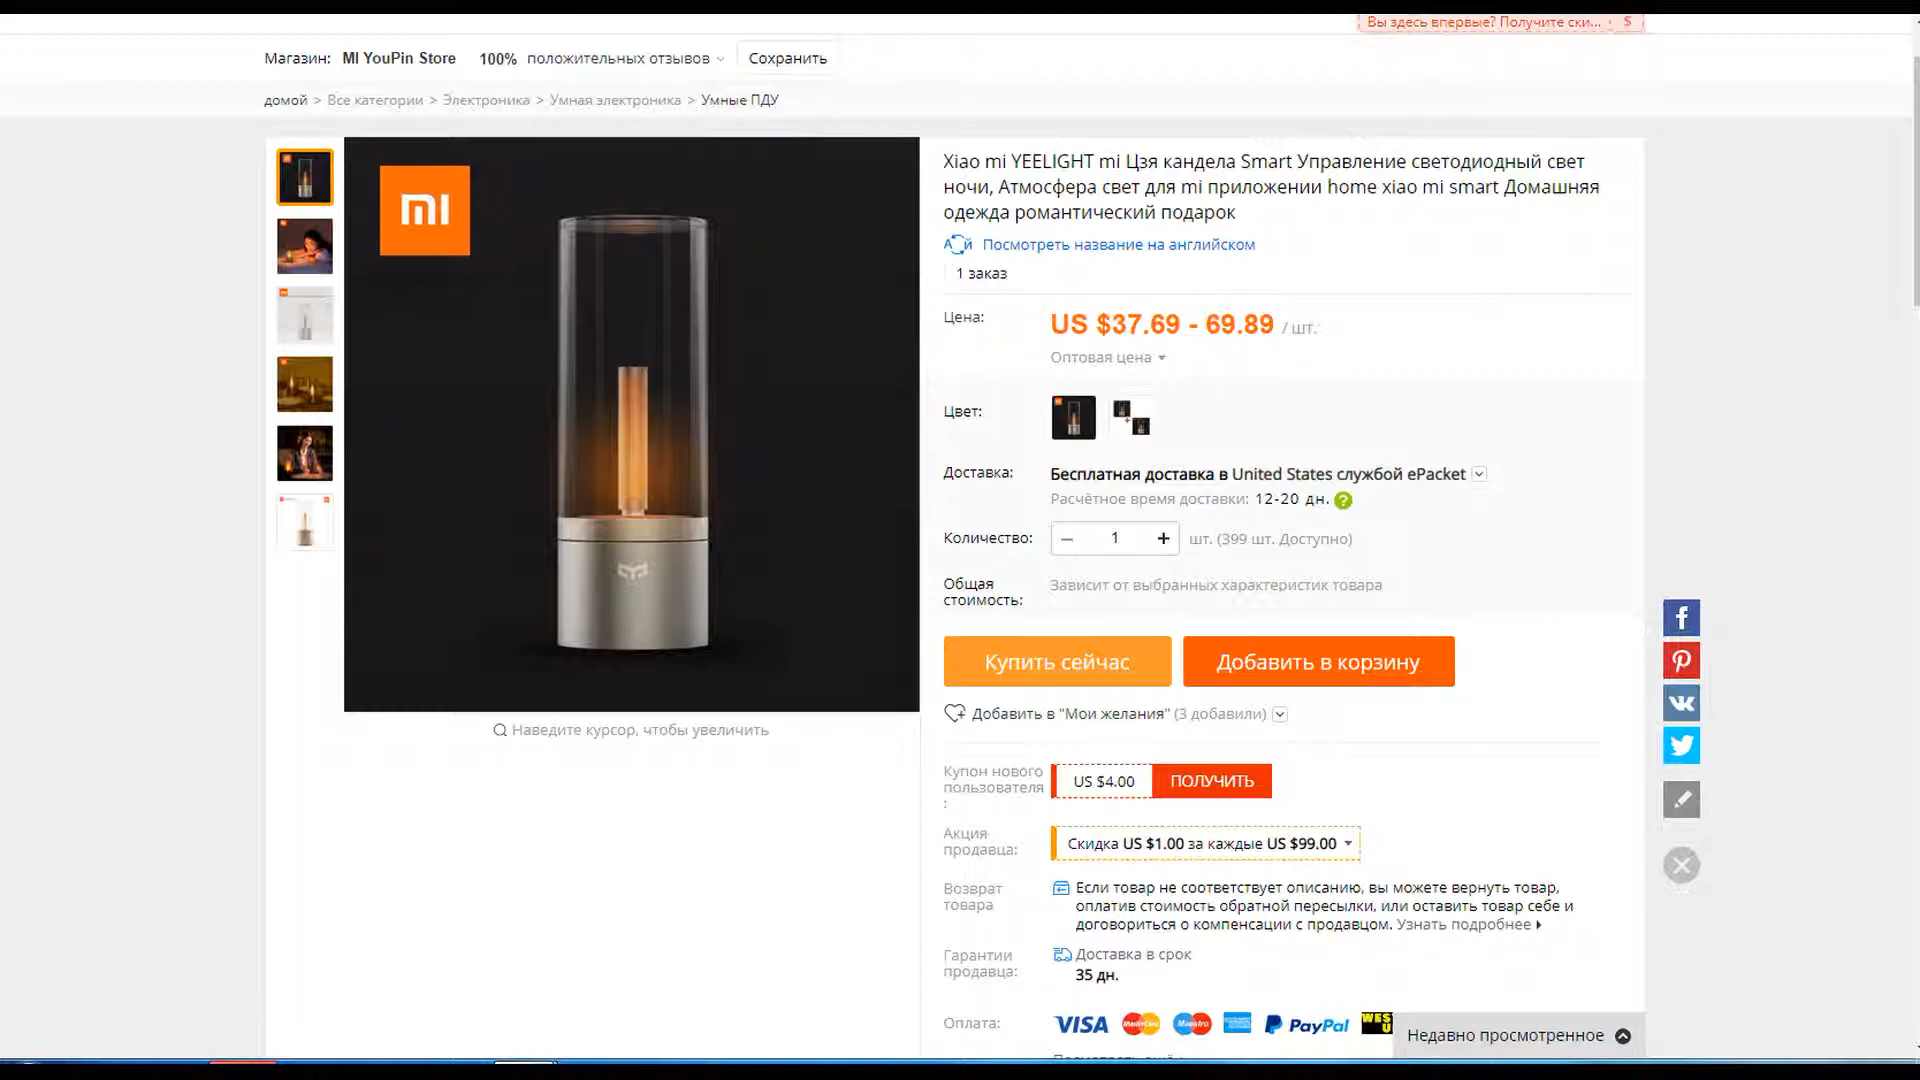 Вы здесь впервые? Получите ски... $
Магазин: MI YouPin Store 100% положительных отзывов Сохранить
домой > Все категории > Электроника > Умная электроника > Умные ПДУ
Xiao mi YEELIGHT mi Цзя кандела Smart Управление светодиодный свет
ночи, Атмосфера свет для mi приложении home xiao mi smart Домашняя
одежда романтический подарок
Посмотреть название на английском
1 заказ
Цена: US $37.69 - 69.89 / шт.
Оптовая цена
Цвет:
Доставка: Бесплатная доставка в United States службой ePacket
Расчётное время доставки: 12-20 дн. ?
Количество: − 1 + шт. (399 шт. Доступно)
Общая
стоимость:
Зависит от выбранных характеристик товара
Купить сейчас Добавить в корзину
Добавить в "Мои желания" (3 добавили)
Наведите курсор, чтобы увеличить
Купон нового
пользователя
:
US $4.00 ПОЛУЧИТЬ
Акция
продавца:
Скидка US $1.00 за каждые US $99.00
Возврат
товара
Если товар не соответствует описанию, вы можете вернуть товар,
оплатив стоимость обратной пересылки, или оставить товар себе и
договориться о компенсации с продавцом. Узнать подробнее
Гарантии
продавца:
Доставка в срок
35 дн.
Оплата: VISA MasterCard Maestro PayPal
Недавно просмотренное